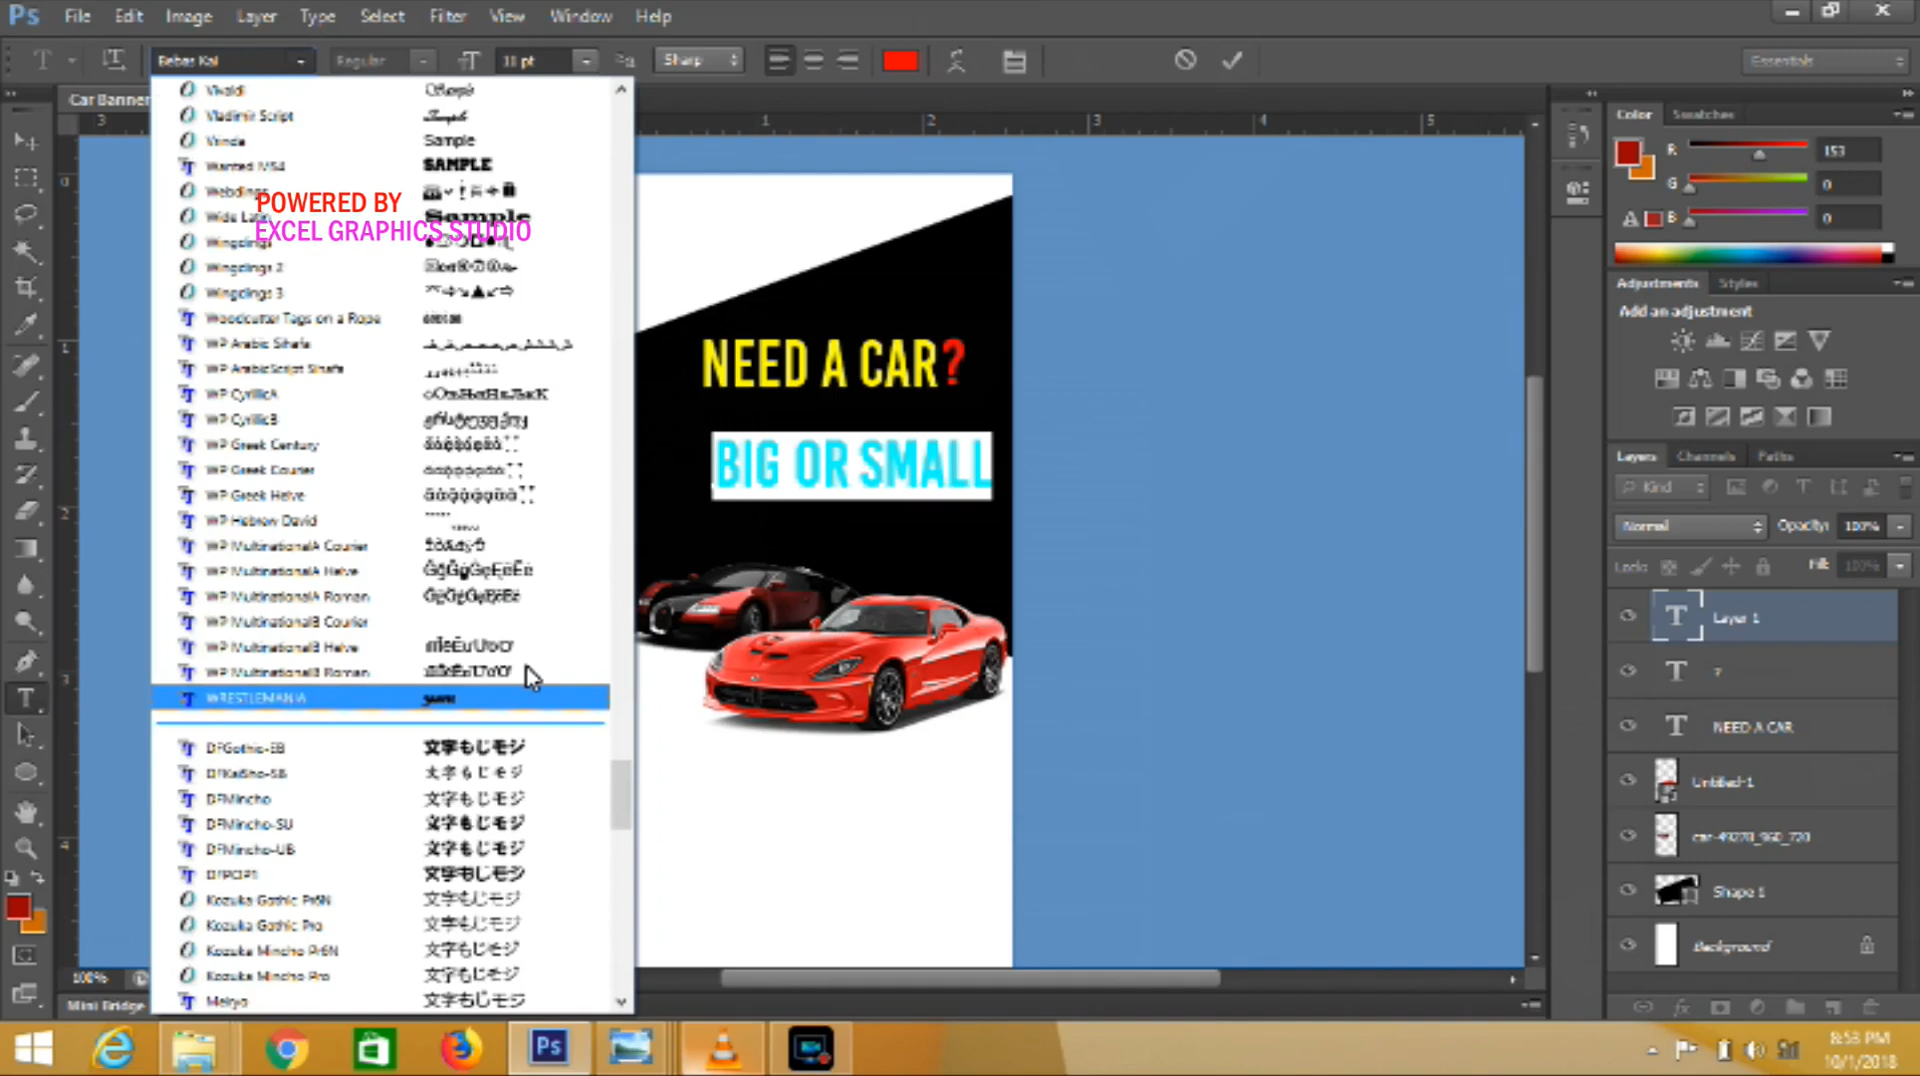 Ps File Edit Image Layer Type Select Filter View Window Help
Bebas Kai Regular 11 pt Sharp Essentials
Car Banner
3 1 2 3 4 5
Vivaldi
Vladimir Script
Vrinda Sample
Wanted M54 SAMPLE
Webdings
POWERED BY
Wide Latin Sample
EXCEL GRAPHICS STUDIO
Wingdings
Wingdings 2
Wingdings 3
Woodcutter Tags on a Rope
WP Arabic Sihafa
WP ArabicScript Sihafa
WP CyrillicA
WP CyrillicB
WP Greek Century
WP Greek Courier
WP Greek Helve
WP Hebrew David
WP MultinationalA Courier
WP MultinationalA Helve
WP MultinationalA Roman
WP MultinationalB Courier
WP MultinationalB Helve
WP MultinationalB Roman
WRESTLEMANIA
DFGothic-EB 文字もじモジ
DFKaiSho-SB 文字もじモジ
DFMincho 文字もじモジ
DFMincho-SU 文字もじモジ
DFMincho-UB 文字もじモジ
DFPOP1 文字もじモジ
Kozuka Gothic Pr6N 文字もじモジ
Kozuka Gothic Pro 文字もじモジ
Kozuka Mincho Pr6N 文字もじモジ
Kozuka Mincho Pro 文字もじモジ
Meiryo 文字もじモジ
NEED A CAR?
BIG OR SMALL
100%
Mini Bridge
Color Swatches
R 153
G 0
B 0
Adjustments Styles
Add an adjustment
Layers Channels Paths
Kind
Normal Opacity: 100%
Lock: Fill: 100%
Layer 1
?
NEED A CAR
Untitled-1
car-49278_960_720
Shape 1
Background
Ps
8:53 PM
10/1/2018